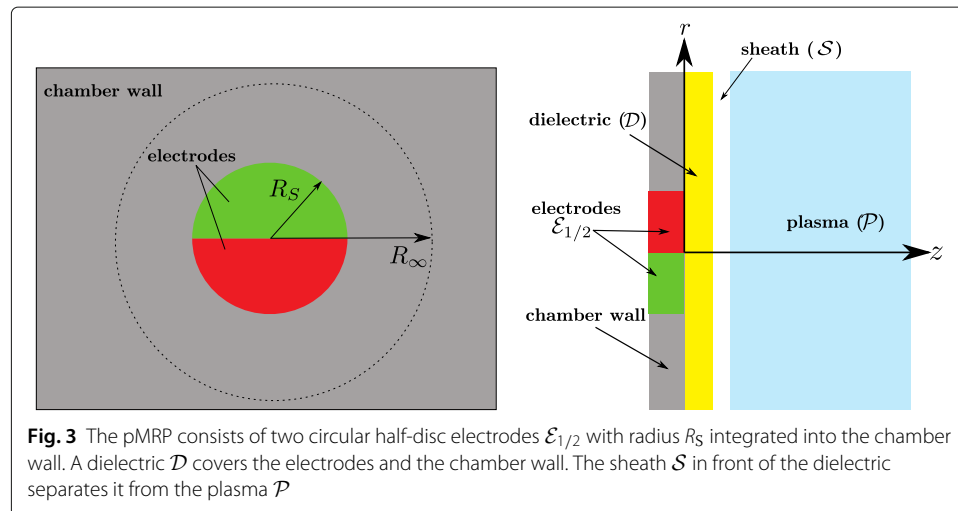 chamber wall
electrodes
R_S
R_∞
r
sheath (𝒮)
dielectric (𝒟)
electrodes
ℰ_{1/2}
plasma (𝒫)
z
chamber wall
Fig. 3 The pMRP consists of two circular half-disc electrodes ℰ_{1/2} with radius R_S integrated into the chamber
wall. A dielectric 𝒟 covers the electrodes and the chamber wall. The sheath 𝒮 in front of the dielectric
separates it from the plasma 𝒫